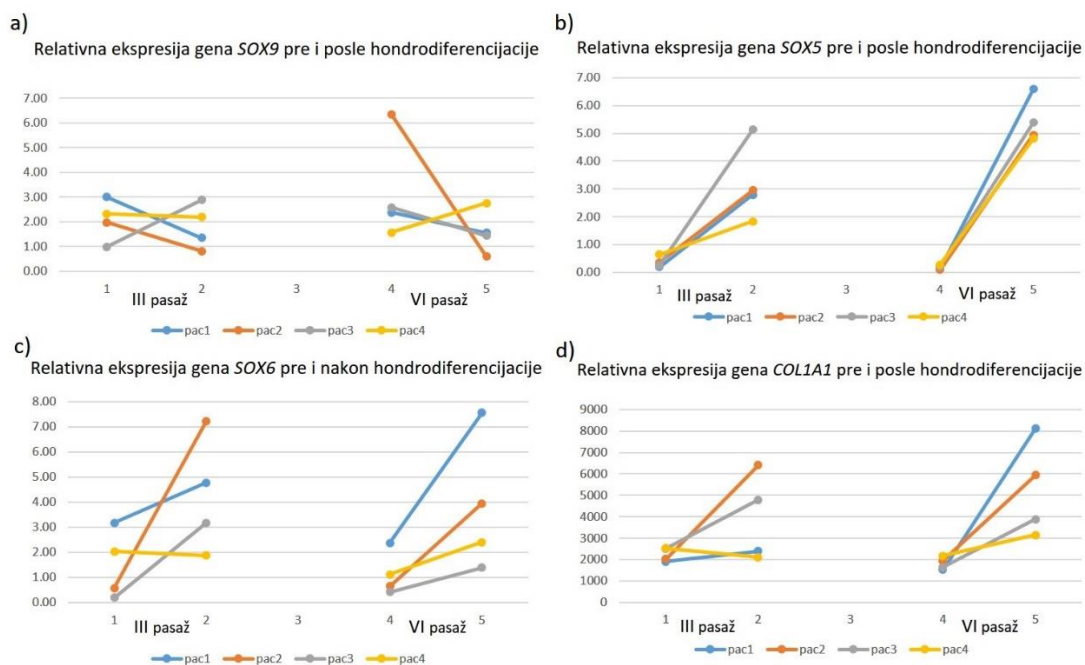 a)
Relativna ekspresija gena SOX9 pre i posle hondrodiferencijacije
7.00
6.00
5.00
4.00
3.00
2.00
1.00
0.00
1 2 3 4 5
III pasaž VI pasaž
pac1 pac2 pac3 pac4
b)
Relativna ekspresija gena SOX5 pre i posle hondrodiferencijacije
7.00
6.00
5.00
4.00
3.00
2.00
1.00
0.00
1 2 3 4 5
III pasaž VI pasaž
pac1 pac2 pac3 pac4
c)
Relativna ekspresija gena SOX6 pre i nakon hondrodiferencijacije
8.00
7.00
6.00
5.00
4.00
3.00
2.00
1.00
0.00
1 2 3 4 5
III pasaž VI pasaž
pac1 pac2 pac3 pac4
d)
Relativna ekspresija gena COL1A1 pre i posle hondrodiferencijacije
9000
8000
7000
6000
5000
4000
3000
2000
1000
0
1 2 3 4 5
III pasaž VI pasaž
pac1 pac2 pac3 pac4